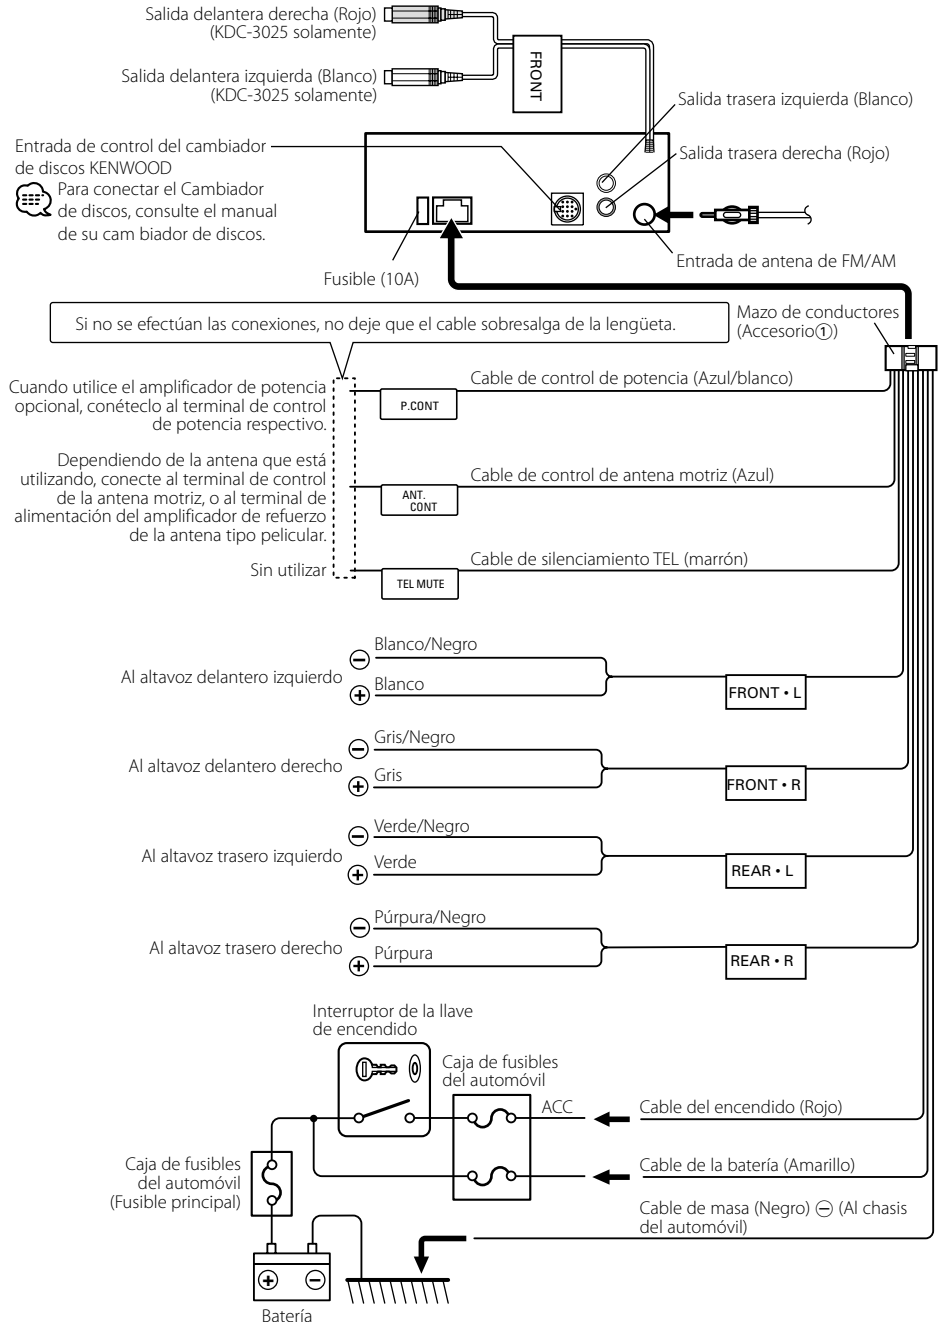 Salida delantera derecha (Rojo)
(KDC-3025 solamente)
Salida delantera izquierda (Blanco)
(KDC-3025 solamente)
FRONT
Salida trasera izquierda (Blanco)
Entrada de control del cambiador
de discos KENWOOD
Salida trasera derecha (Rojo)
Para conectar el Cambiador
de discos, consulte el manual
de su cam biador de discos.
Fusible (10A)
Entrada de antena de FM/AM
Mazo de conductores
(Accesorio①)
Si no se efectúan las conexiones, no deje que el cable sobresalga de la lengüeta.
Cuando utilice el amplificador de potencia
opcional, conéteclo al terminal de control
de potencia respectivo.
Cable de control de potencia (Azul/blanco)
P.CONT
Dependiendo de la antena que está
utilizando, conecte al terminal de control
de la antena motriz, o al terminal de
alimentación del amplificador de refuerzo
de la antena tipo pelicular.
Cable de control de antena motriz (Azul)
ANT.
CONT
Sin utilizar
Cable de silenciamiento TEL (marrón)
TEL MUTE
Al altavoz delantero izquierdo
⊖ Blanco/Negro
⊕ Blanco
FRONT • L
Al altavoz delantero derecho
⊖ Gris/Negro
⊕ Gris
FRONT • R
Al altavoz trasero izquierdo
⊖ Verde/Negro
⊕ Verde
REAR • L
Al altavoz trasero derecho
⊖ Púrpura/Negro
⊕ Púrpura
REAR • R
Interruptor de la llave
de encendido
Caja de fusibles
del automóvil
ACC
Cable del encendido (Rojo)
Caja de fusibles
del automóvil
(Fusible principal)
Cable de la batería (Amarillo)
Cable de masa (Negro) ⊖ (Al chasis
del automóvil)
⊕ ⊖
Batería